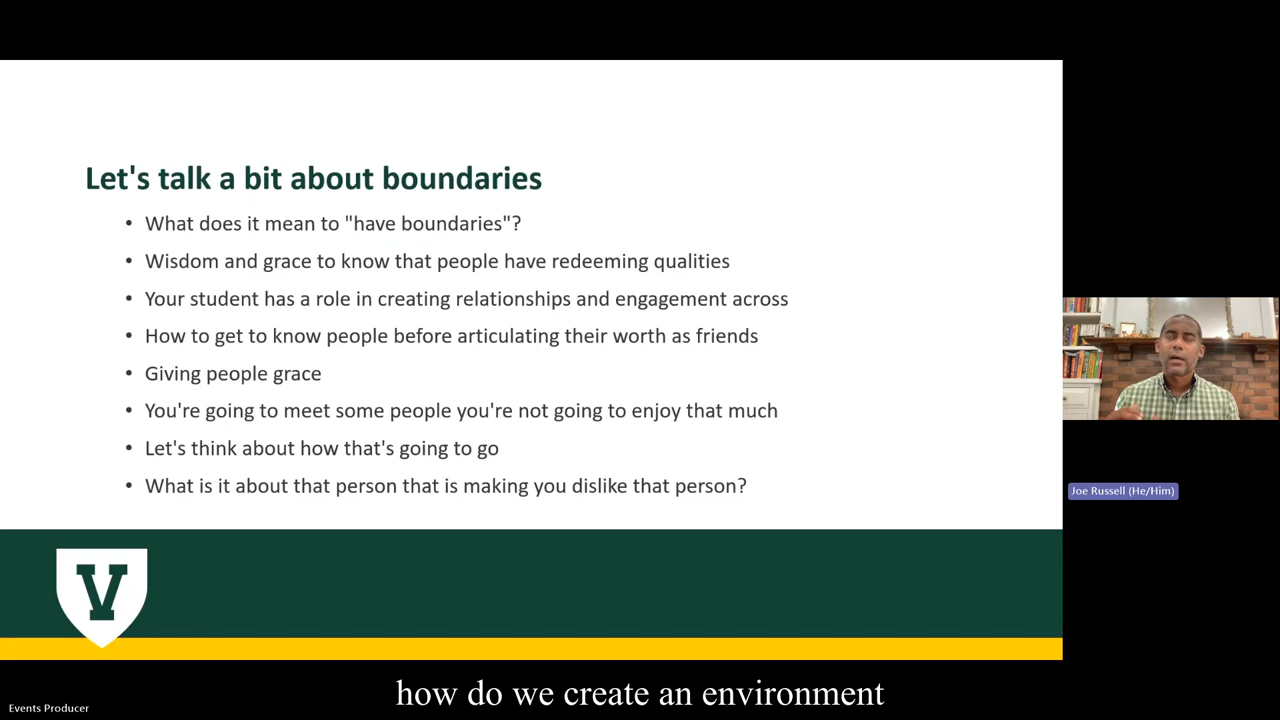 Let's talk a bit about boundaries
• What does it mean to "have boundaries"?
• Wisdom and grace to know that people have redeeming qualities
• Your student has a role in creating relationships and engagement across
• How to get to know people before articulating their worth as friends
• Giving people grace
• You're going to meet some people you're not going to enjoy that much
• Let's think about how that's going to go
• What is it about that person that is making you dislike that person?
Joe Russell (He/Him)
V
how do we create an environment
Events Producer